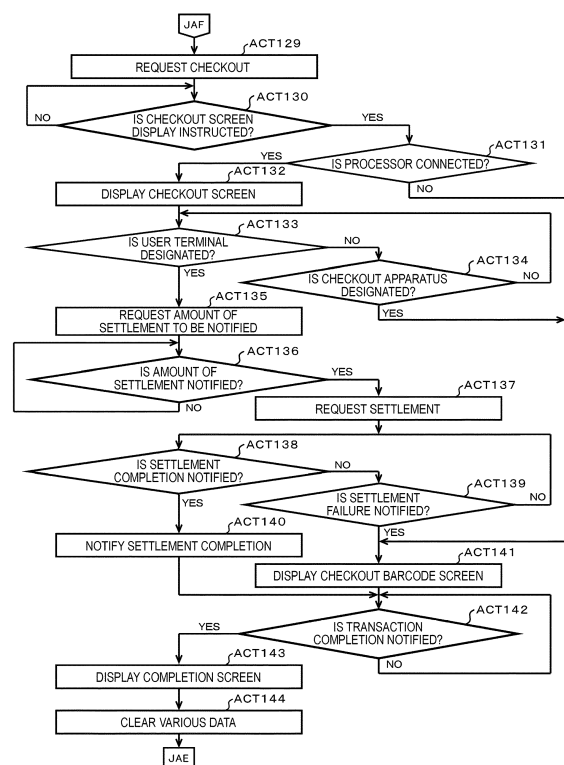 JAF
ACT129
REQUEST CHECKOUT
ACT130
IS CHECKOUT SCREEN
DISPLAY INSTRUCTED?
NO
YES
ACT131
IS PROCESSOR CONNECTED?
YES
NO
ACT132
DISPLAY CHECKOUT SCREEN
ACT133
IS USER TERMINAL
DESIGNATED?
NO
YES
ACT134
IS CHECKOUT APPARATUS
DESIGNATED?
NO
YES
ACT135
REQUEST AMOUNT OF
SETTLEMENT TO BE NOTIFIED
ACT136
IS AMOUNT OF
SETTLEMENT NOTIFIED?
YES
NO
ACT137
REQUEST SETTLEMENT
ACT138
IS SETTLEMENT
COMPLETION NOTIFIED?
NO
YES
ACT139
IS SETTLEMENT
FAILURE NOTIFIED?
NO
YES
ACT140
NOTIFY SETTLEMENT COMPLETION
ACT141
DISPLAY CHECKOUT BARCODE SCREEN
ACT142
IS TRANSACTION
COMPLETION NOTIFIED?
YES
NO
ACT143
DISPLAY COMPLETION SCREEN
ACT144
CLEAR VARIOUS DATA
JAE